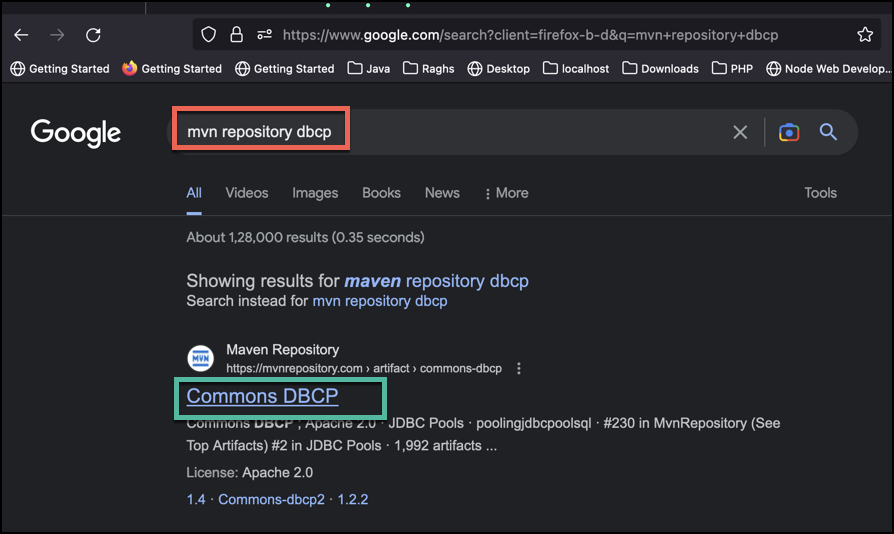 https://www.google.com/search?client=firefox-b-d&q=mvn+repository+dbcp
Getting Started Getting Started Getting Started Java Raghs Desktop localhost Downloads PHP Node Web Develop...
Google mvn repository dbcp
All Videos Images Books News More Tools
About 1,28,000 results (0.35 seconds)
Showing results for maven repository dbcp
Search instead for mvn repository dbcp
MVN Maven Repository
https://mvnrepository.com › artifact › commons-dbcp
Commons DBCP
Commons DBCP ; Apache 2.0 · JDBC Pools · poolingjdbcpoolsql · #230 in MvnRepository (See
Top Artifacts) #2 in JDBC Pools · 1,992 artifacts ...
License: Apache 2.0
1.4 · Commons-dbcp2 · 1.2.2